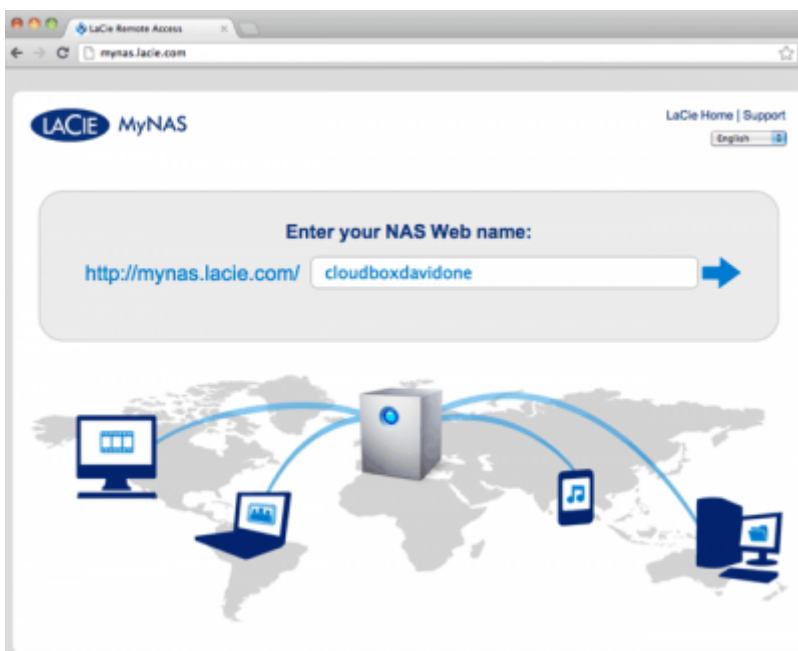 LaCie Remote Access
mynas.lacie.com
LACIE MyNAS
LaCie Home | Support
English
Enter your NAS Web name:
http://mynas.lacie.com/ cloudboxdavidone